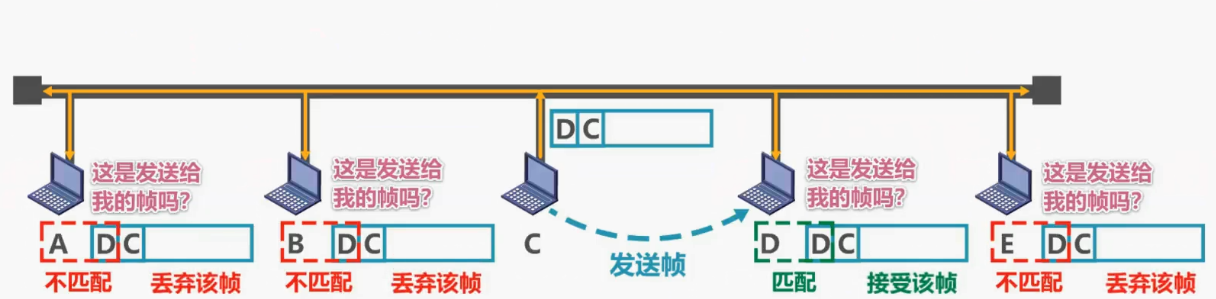 D C
这是发送给
我的帧吗?
这是发送给
我的帧吗?
这是发送给
我的帧吗?
这是发送给
我的帧吗?
A D C
B D C
C
D D C
E D C
发送帧
不匹配 丢弃该帧
不匹配 丢弃该帧
匹配 接受该帧
不匹配 丢弃该帧